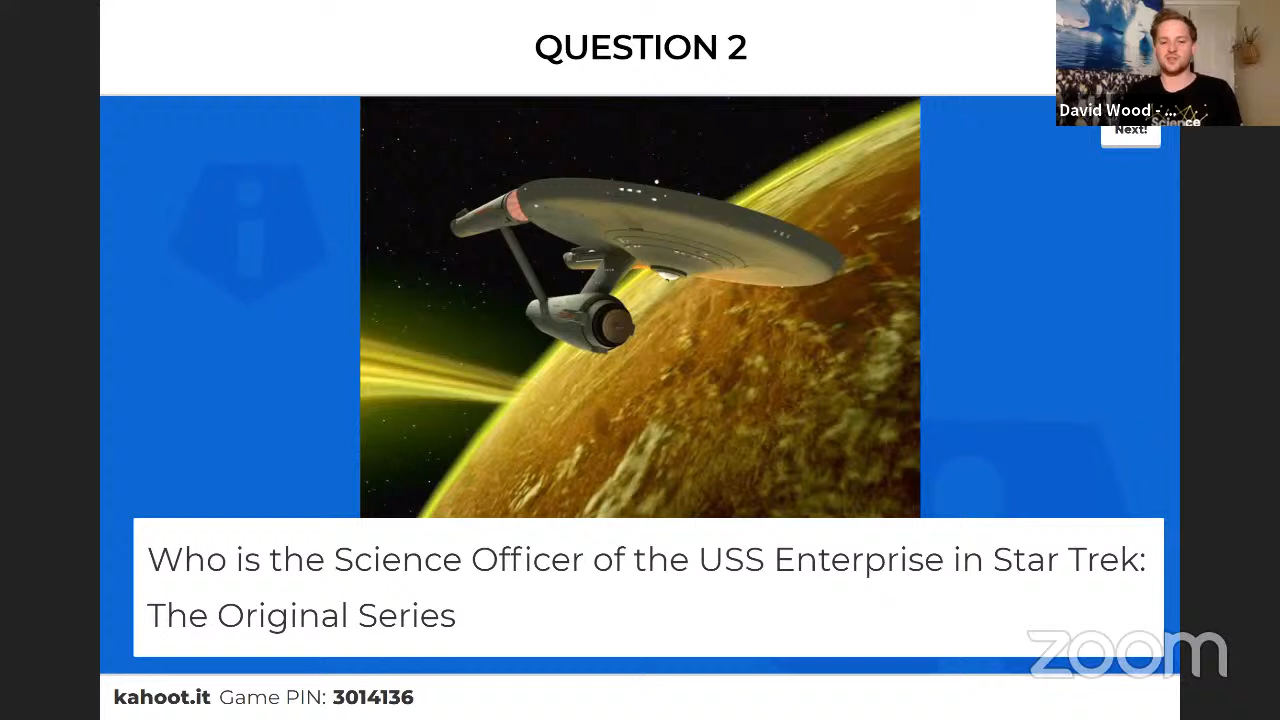 QUESTION 2
David Wood - ...
Science
Next!
Who is the Science Officer of the USS Enterprise in Star Trek:
The Original Series
zoom
kahoot.it Game PIN: 3014136